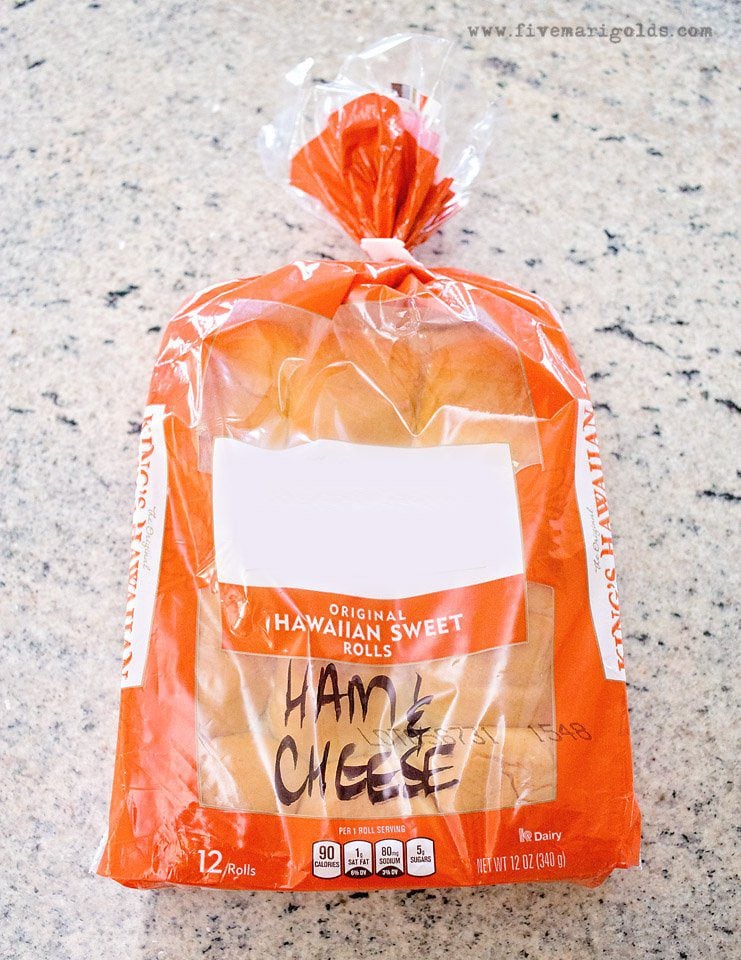 www.fivemarigolds.com
KING'S HAWAIIAN
The Original
KING'S HAWAIIAN
The Original
ORIGINAL
HAWAIIAN SWEET
ROLLS
HAM &
CHEESE
1548
PER 1 ROLL SERVING
90 CALORIES
1g SAT FAT 6% DV
80mg SODIUM 3% DV
5g SUGARS
Dairy
12/Rolls
NET WT 12 OZ (340 g)